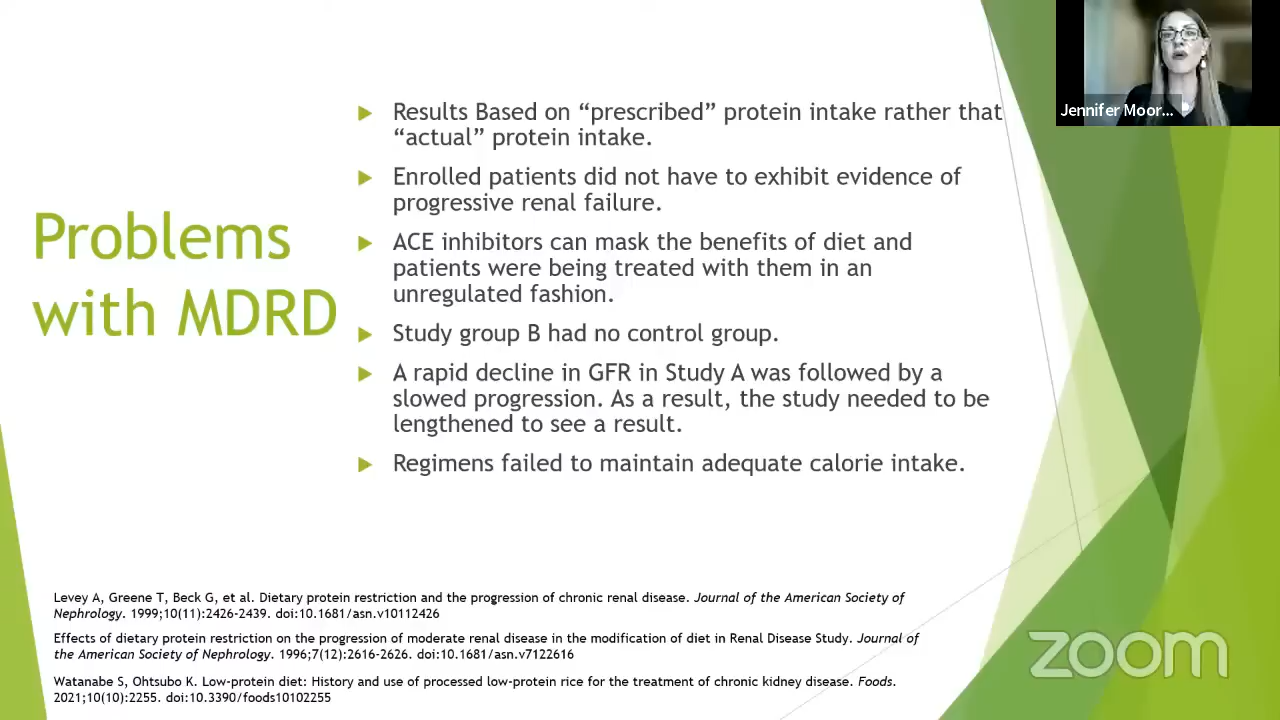 Jennifer Moor...
Problems
with MDRD
Results Based on “prescribed” protein intake rather that
“actual” protein intake.
Enrolled patients did not have to exhibit evidence of
progressive renal failure.
ACE inhibitors can mask the benefits of diet and
patients were being treated with them in an
unregulated fashion.
Study group B had no control group.
A rapid decline in GFR in Study A was followed by a
slowed progression. As a result, the study needed to be
lengthened to see a result.
Regimens failed to maintain adequate calorie intake.
Levey A, Greene T, Beck G, et al. Dietary protein restriction and the progression of chronic renal disease. Journal of the American Society of
Nephrology. 1999;10(11):2426-2439. doi:10.1681/asn.v10112426
Effects of dietary protein restriction on the progression of moderate renal disease in the modification of diet in Renal Disease Study. Journal of
the American Society of Nephrology. 1996;7(12):2616-2626. doi:10.1681/asn.v7122616
Watanabe S, Ohtsubo K. Low-protein diet: History and use of processed low-protein rice for the treatment of chronic kidney disease. Foods.
2021;10(10):2255. doi:10.3390/foods10102255
zoom